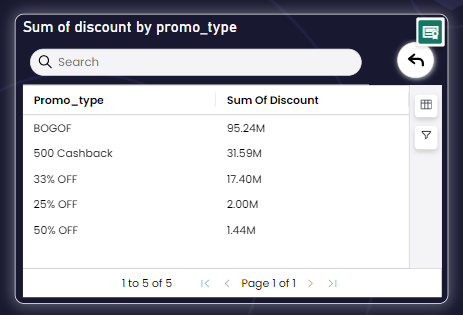 Sum of discount by promo_type
Search
Promo_type Sum Of Discount
BOGOF 95.24M
500 Cashback 31.59M
33% OFF 17.40M
25% OFF 2.00M
50% OFF 1.44M
1 to 5 of 5 Page 1 of 1